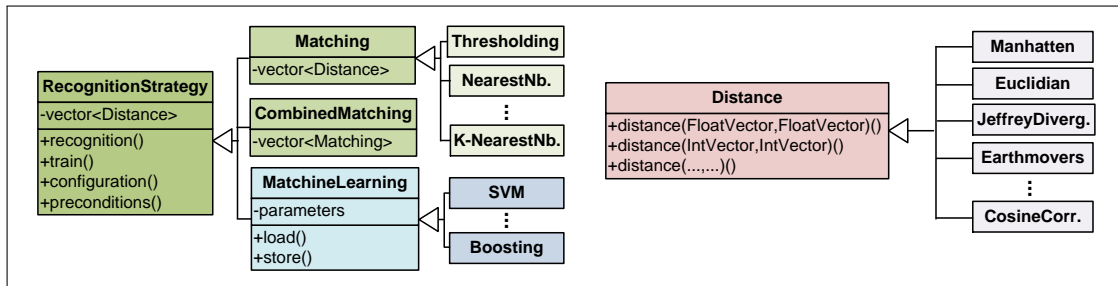 RecognitionStrategy
-vector<Distance>
+recognition()
+train()
+configuration()
+preconditions()
Matching
-vector<Distance>
CombinedMatching
-vector<Matching>
MatchineLearning
-parameters
+load()
+store()
Thresholding
NearestNb.
K-NearestNb.
SVM
Boosting
Distance
+distance(FloatVector,FloatVector)()
+distance(IntVector,IntVector)()
+distance(...,...)()
Manhatten
Euclidian
JeffreyDiverg.
Earthmovers
CosineCorr.